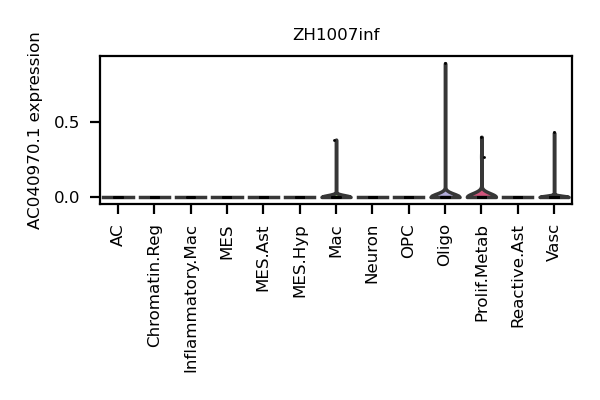 ZH1007inf
AC040970.1 expression
0.5
0.0
AC
Chromatin.Reg
Inflammatory.Mac
MES
MES.Ast
MES.Hyp
Mac
Neuron
OPC
Oligo
Prolif.Metab
Reactive.Ast
Vasc